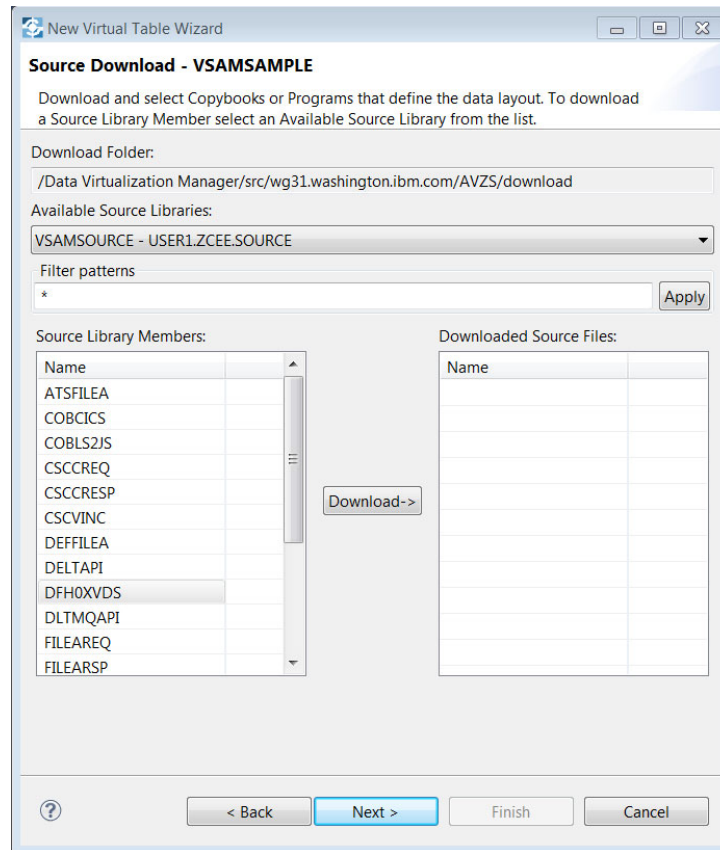 New Virtual Table Wizard
Source Download - VSAMSAMPLE
Download and select Copybooks or Programs that define the data layout. To download
a Source Library Member select an Available Source Library from the list.
Download Folder:
/Data Virtualization Manager/src/wg31.washington.ibm.com/AVZS/download
Available Source Libraries:
VSAMSOURCE - USER1.ZCEE.SOURCE
Filter patterns
*
Apply
Source Library Members:
Name
ATSFILEA
COBCICS
COBLS2JS
CSCCREQ
CSCCRESP
CSCVINC
DEFFILEA
DELTAPI
DFH0XVDS
DLTMQAPI
FILEAREQ
FILEARSP
Download->
Downloaded Source Files:
Name
?
< Back
Next >
Finish
Cancel